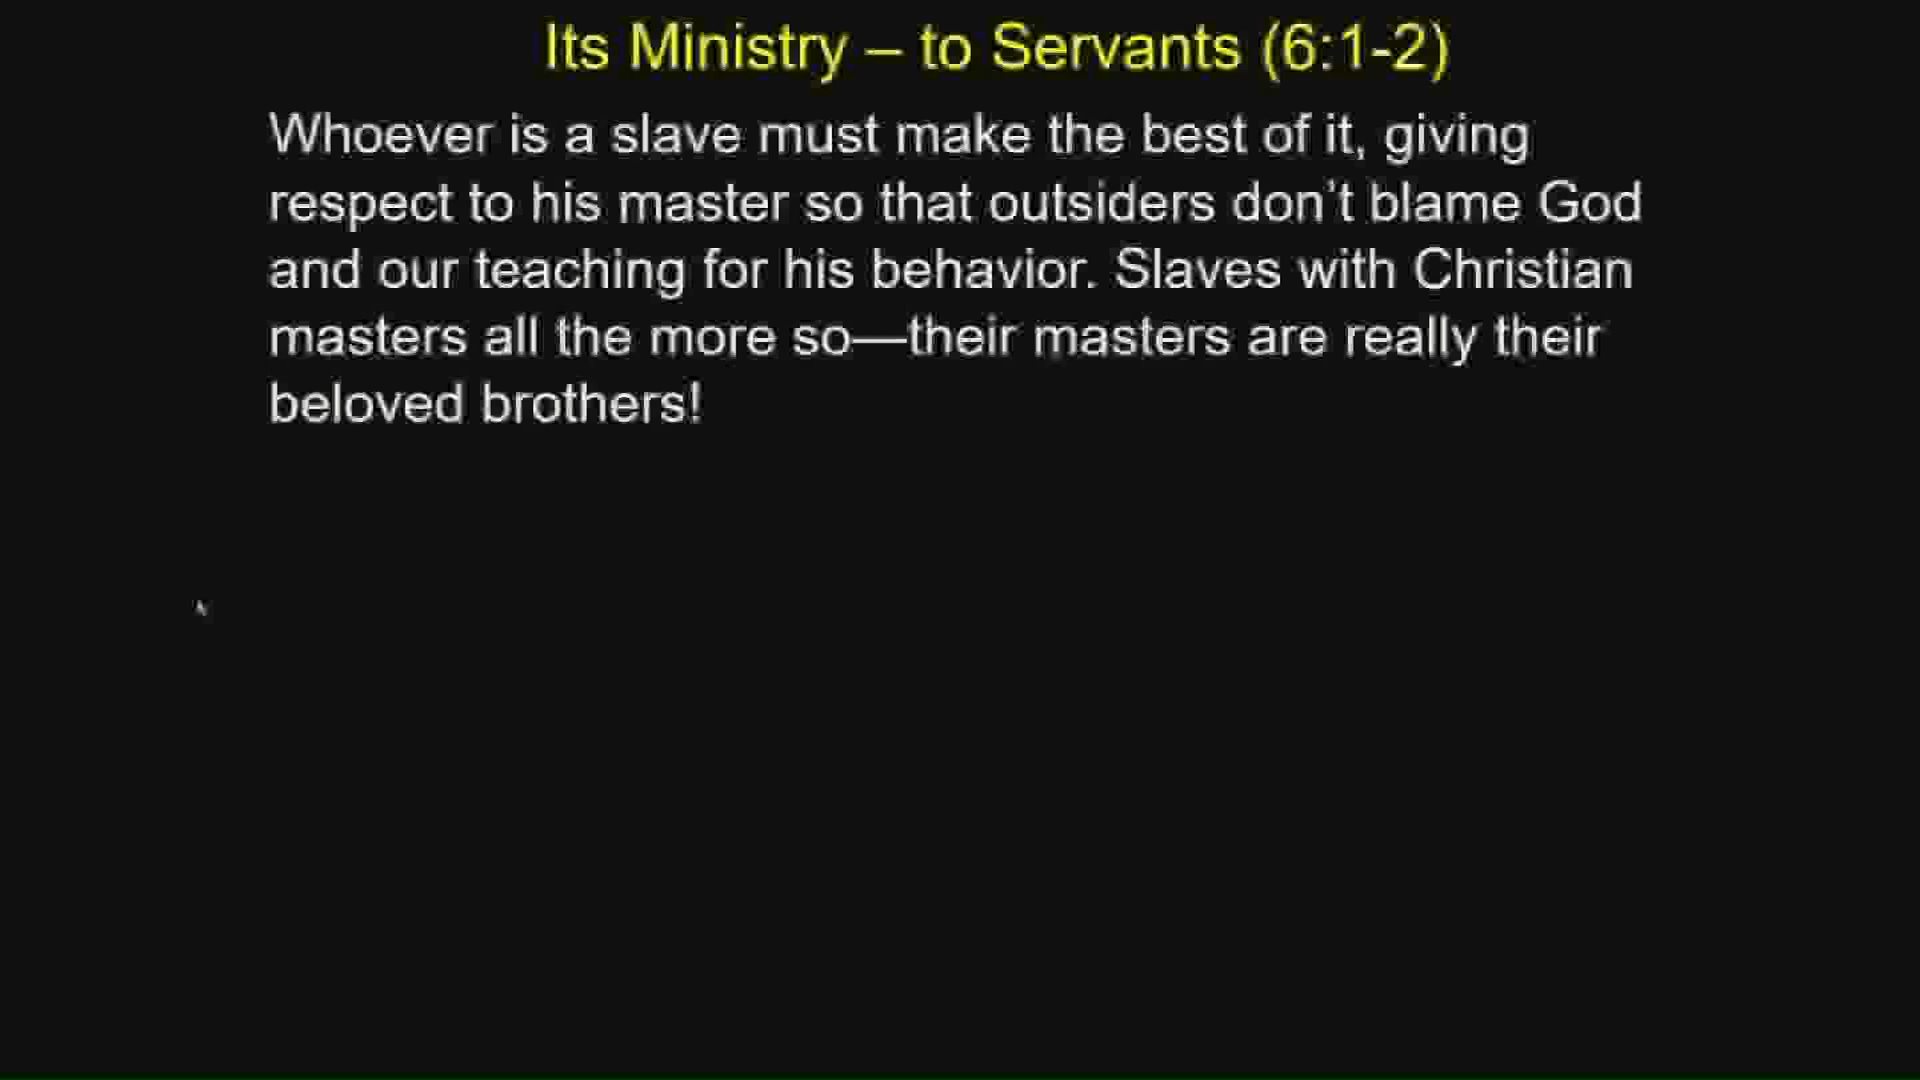 Its Ministry – to Servants (6:1-2)
Whoever is a slave must make the best of it, giving
respect to his master so that outsiders don’t blame God
and our teaching for his behavior. Slaves with Christian
masters all the more so—their masters are really their
beloved brothers!